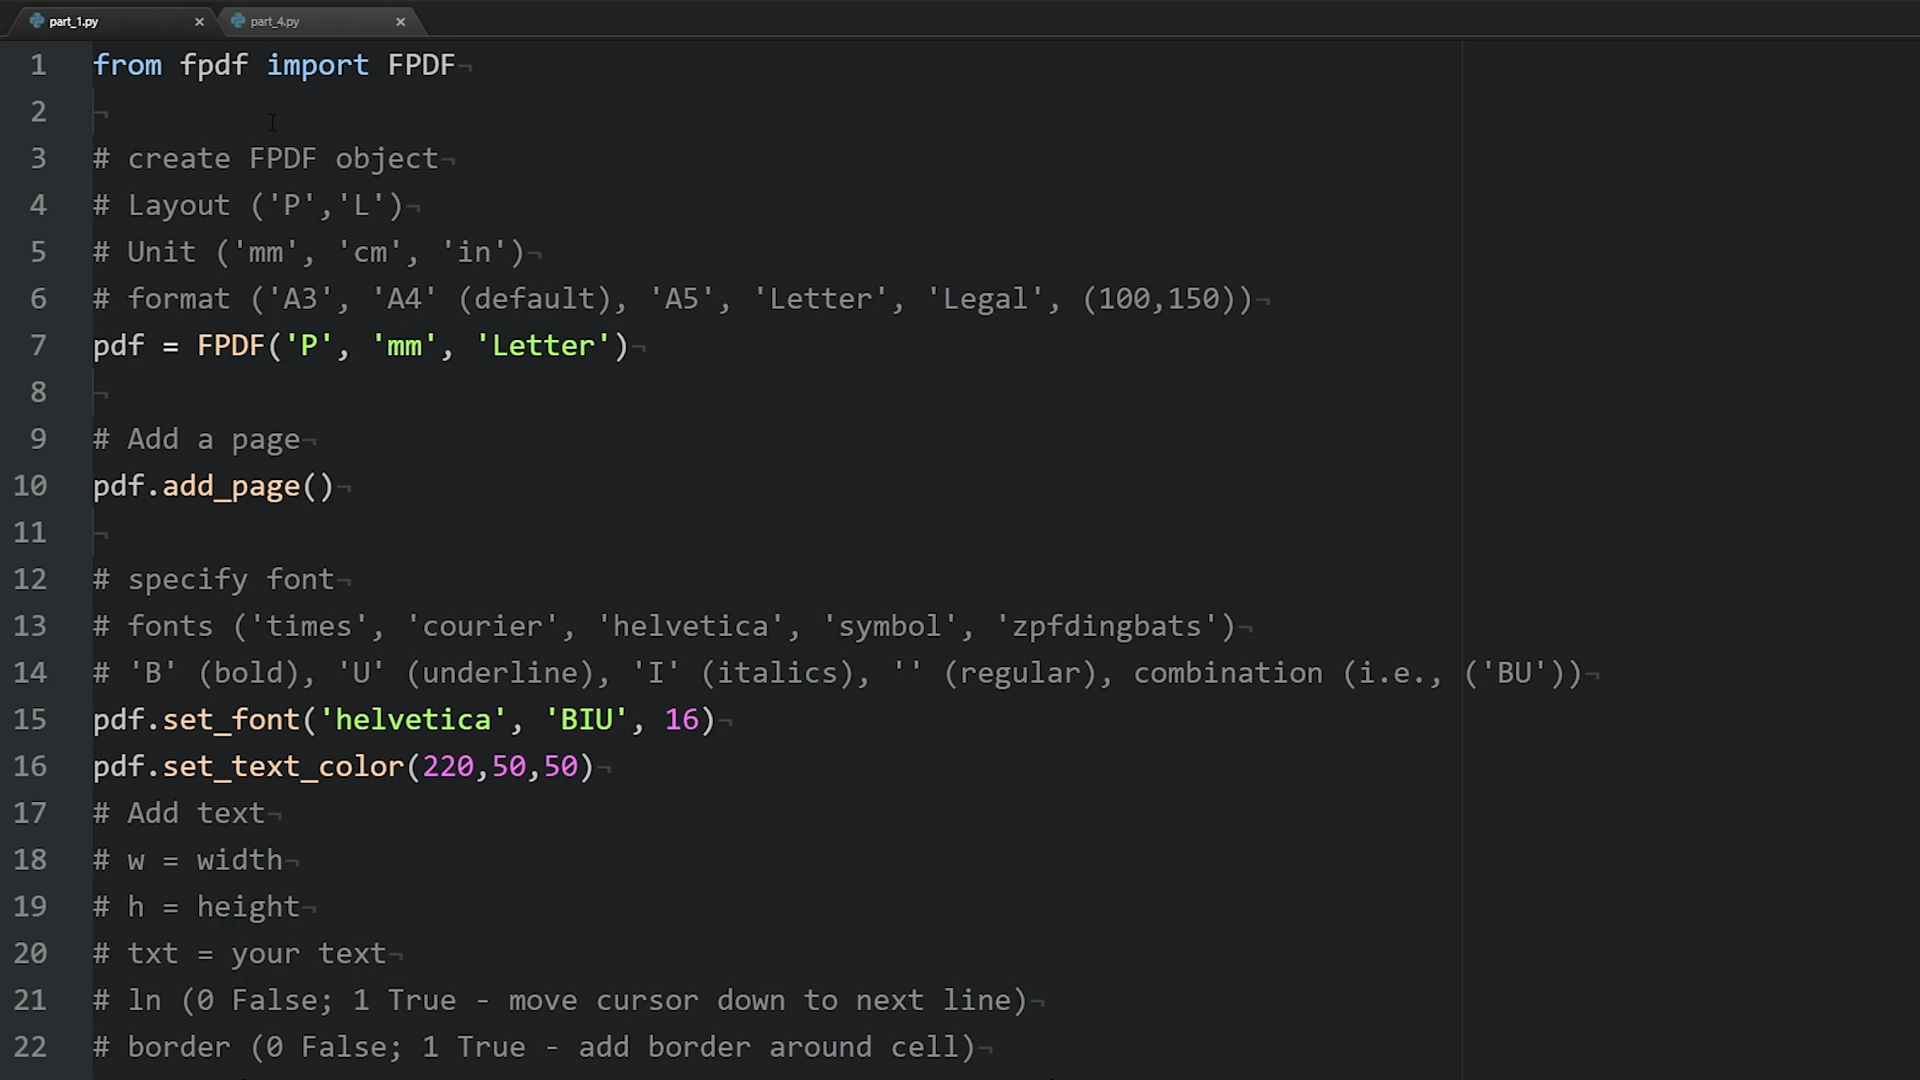 part_1.py × part_4.py ×
1 from fpdf import FPDF¬
2 ¬
3 # create FPDF object¬
4 # Layout ('P','L')¬
5 # Unit ('mm', 'cm', 'in')¬
6 # format ('A3', 'A4' (default), 'A5', 'Letter', 'Legal', (100,150))¬
7 pdf = FPDF('P', 'mm', 'Letter')¬
8 ¬
9 # Add a page¬
10 pdf.add_page()¬
11 ¬
12 # specify font¬
13 # fonts ('times', 'courier', 'helvetica', 'symbol', 'zpfdingbats')¬
14 # 'B' (bold), 'U' (underline), 'I' (italics), '' (regular), combination (i.e., ('BU'))¬
15 pdf.set_font('helvetica', 'BIU', 16)¬
16 pdf.set_text_color(220,50,50)¬
17 # Add text¬
18 # w = width¬
19 # h = height¬
20 # txt = your text¬
21 # ln (0 False; 1 True - move cursor down to next line)¬
22 # border (0 False; 1 True - add border around cell)¬